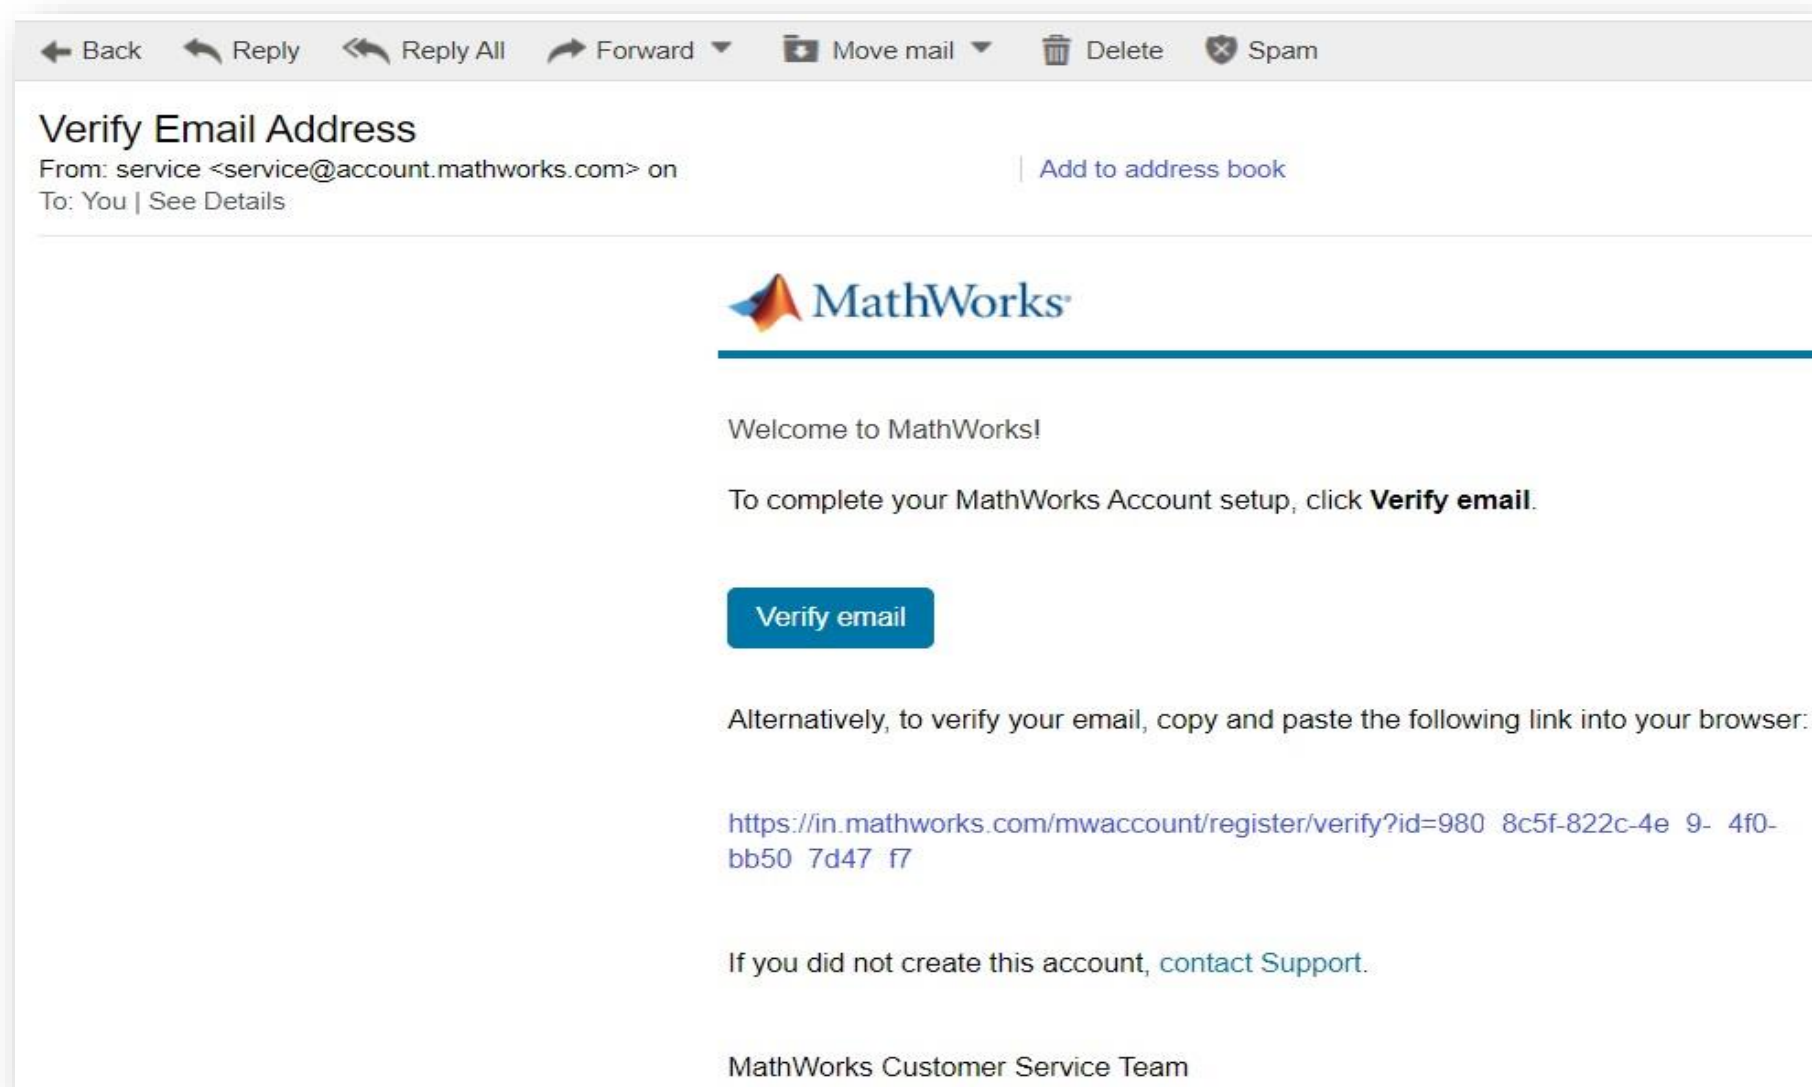 Back Reply Reply All Forward Move mail Delete Spam
Verify Email Address
From: service <service@account.mathworks.com> on Add to address book
To: You | See Details
MathWorks®
Welcome to MathWorks!
To complete your MathWorks Account setup, click Verify email.
Verify email
Alternatively, to verify your email, copy and paste the following link into your browser:
https://in.mathworks.com/mwaccount/register/verify?id=980 8c5f-822c-4e 9- 4f0-
bb50 7d47 f7
If you did not create this account, contact Support.
MathWorks Customer Service Team